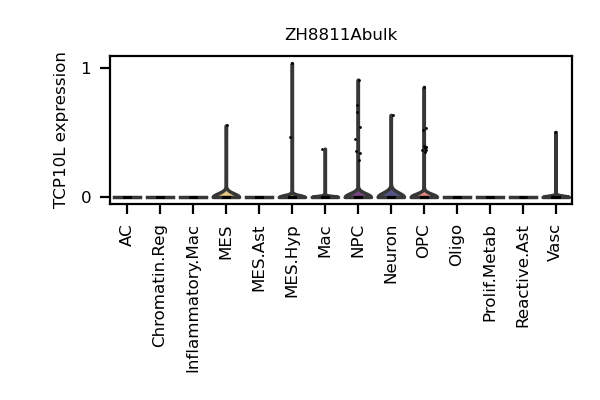 ZH8811Abulk
TCP10L expression
1
0
AC
Chromatin.Reg
Inflammatory.Mac
MES
MES.Ast
MES.Hyp
Mac
NPC
Neuron
OPC
Oligo
Prolif.Metab
Reactive.Ast
Vasc